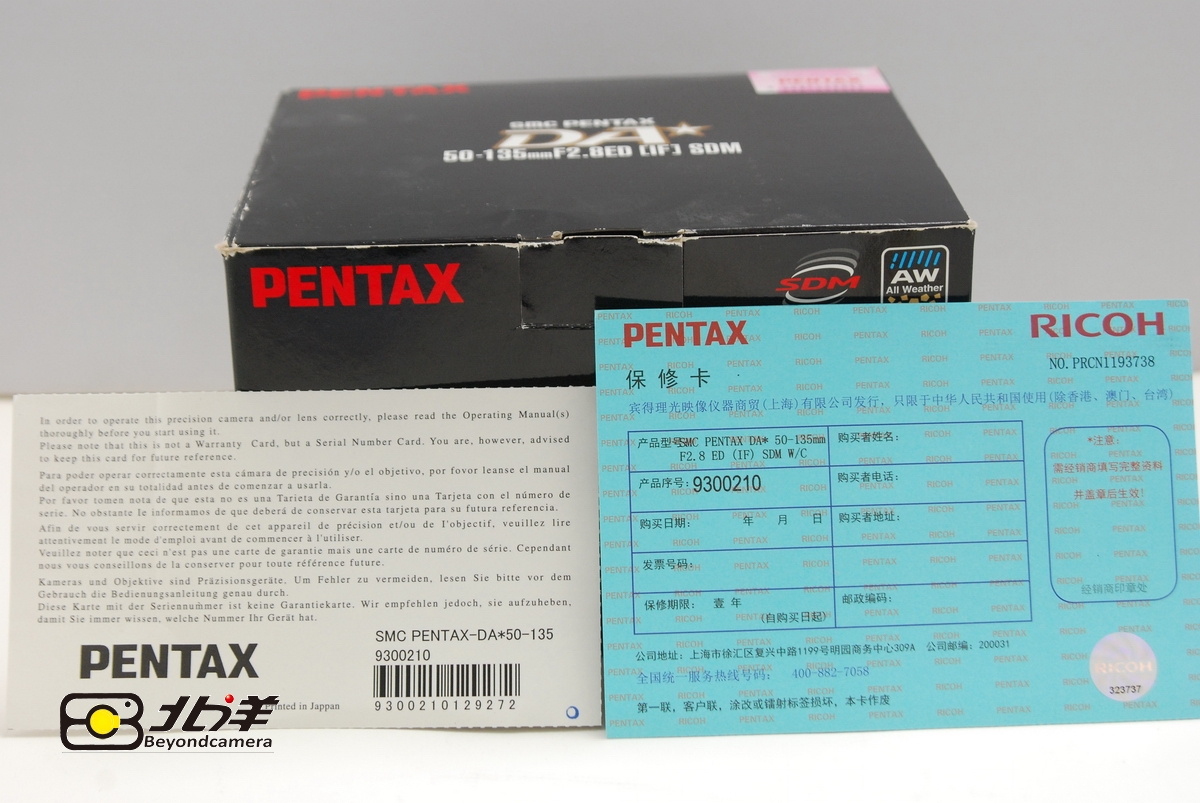 PENTAX
PENTAX
smc PENTAX
DA★
50-135mmF2.8ED [IF] SDM
PENTAX
SDM
AW
All Weather
In order to operate this precision camera and/or lens correctly, please read the Operating Manual(s)
thoroughly before you start using it.
Please note that this is not a Warranty Card, but a Serial Number Card. You are, however, advised
to keep this card for future reference.
Para poder operar correctamente esta cámara de precisión y/o el objetivo, por fovor leanse el manual
del operador en su totalidad antes de comenzar a usarla.
Por favor tomen nota de que esta no es una Tarieta de Garantía sino una Tarjeta con el número de
serie. No obstante le informamos de que deberá de conservar esta tarjeta para su futura referencia.
Afin de vous servir correctement de cet appareil de précision et/ou de l'objectif, veuillez lire
attentivement le mode d'emploi avant de commencer à l'utiliser.
Veuillez noter que ceci n'est pas une carte de garantie mais une carte de numéro de série. Cependant
nous vous conseillons de la conserver pour toute référence future.
Kameras und Objektive sind Präzisionsgeräte. Um Fehler zu vermeiden, lesen Sie bitte vor dem
Gebrauch die Bedienungsanleitung genau durch.
Diese Karte mit der Seriennummer ist keine Garantiekarte. Wir empfehlen jedoch, sie aufzuheben,
damit Sie immer wissen, welche Nummer Ihr Gerät hat.
PENTAX
SMC PENTAX-DA*50-135
9300210
9300210129272
Printed in Jappan
北洋
Beyondcamera
PENTAX
RICOH
NO.PRCN1193738
保修卡
宾得理光映像仪器商贸(上海)有限公司发行，只限于中华人民共和国使用(除香港、澳门、台湾)
产品型号:SMC PENTAX DA* 50-135mm
F2.8 ED (IF) SDM W/C
购买者姓名:
产品序号:9300210
购买者电话:
购买日期: 年 月 日
购买者地址:
发票号码:
保修期限: 壹 年
(自购买日起)
邮政编码:
*注意:
需经销商填写完整资料
并盖章后生效!
经销商印章处
公司地址: 上海市徐汇区复兴中路1199号明园商务中心309A 公司邮编: 200031
全国统一服务热线号码: 400-882-7058
第一联, 客户联, 涂改或镭射标签损坏, 本卡作废
RICOH
323737